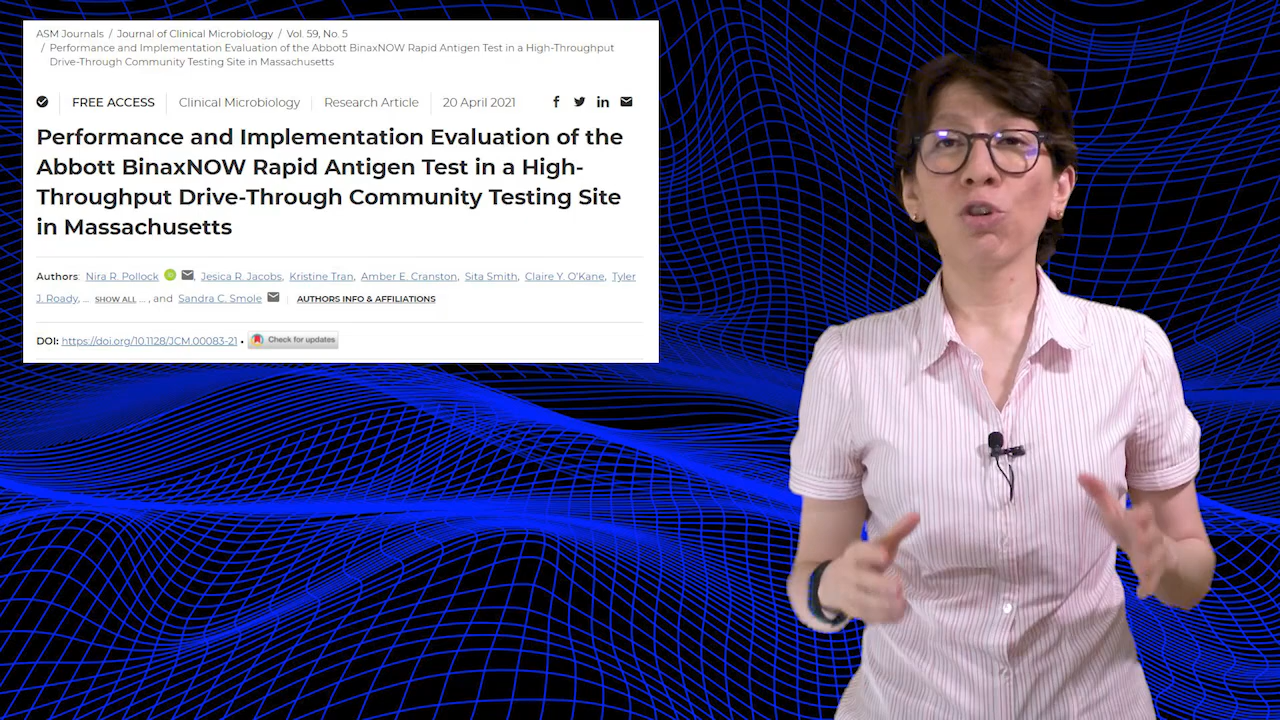 ASM Journals / Journal of Clinical Microbiology / Vol. 59, No. 5
/ Performance and Implementation Evaluation of the Abbott BinaxNOW Rapid Antigen Test in a High-Throughput
Drive-Through Community Testing Site in Massachusetts
FREE ACCESS Clinical Microbiology Research Article 20 April 2021
Performance and Implementation Evaluation of the
Abbott BinaxNOW Rapid Antigen Test in a High-
Throughput Drive-Through Community Testing Site
in Massachusetts
Authors: Nira R. Pollock, Jesica R. Jacobs, Kristine Tran, Amber E. Cranston, Sita Smith, Claire Y. O'Kane, Tyler
J. Roady, ... SHOW ALL ... , and Sandra C. Smole AUTHORS INFO & AFFILIATIONS
DOI: https://doi.org/10.1128/JCM.00083-21 • Check for updates